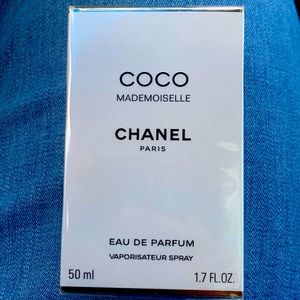 COCO
MADEMOISELLE
CHANEL
PARIS
EAU DE PARFUM
VAPORISATEUR SPRAY
50 ml 1.7 FL.OZ.